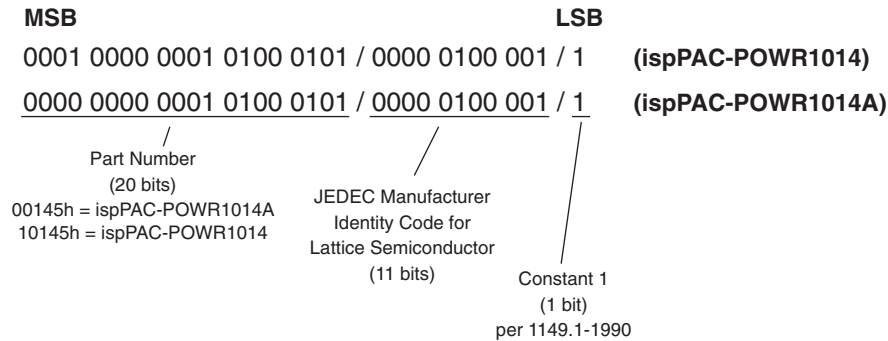 MSB LSB
0001 0000 0001 0100 0101 / 0000 0100 001 / 1 (ispPAC-POWR1014)
0000 0000 0001 0100 0101 / 0000 0100 001 / 1 (ispPAC-POWR1014A)
Part Number
(20 bits)
00145h = ispPAC-POWR1014A
10145h = ispPAC-POWR1014
JEDEC Manufacturer
Identity Code for
Lattice Semiconductor
(11 bits)
Constant 1
(1 bit)
per 1149.1-1990